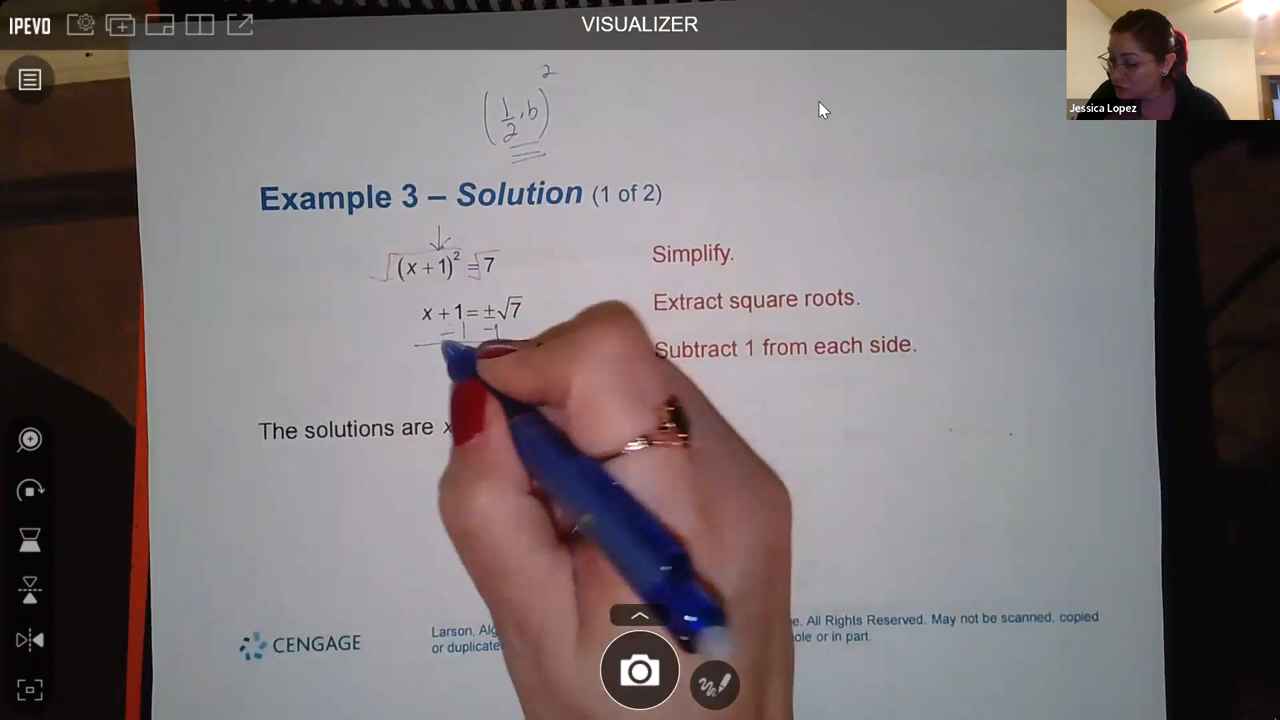 IPEVO
VISUALIZER
Jessica Lopez
(1/2 · b)²
Example 3 – Solution (1 of 2)
√(x + 1)² = √7
Simplify.
x + 1 = ±√7
Extract square roots.
−1 −1
Subtract 1 from each side.
The solutions are x
CENGAGE
Larson, Alg
e. All Rights Reserved. May not be scanned, copied
or duplicate
ole or in part.